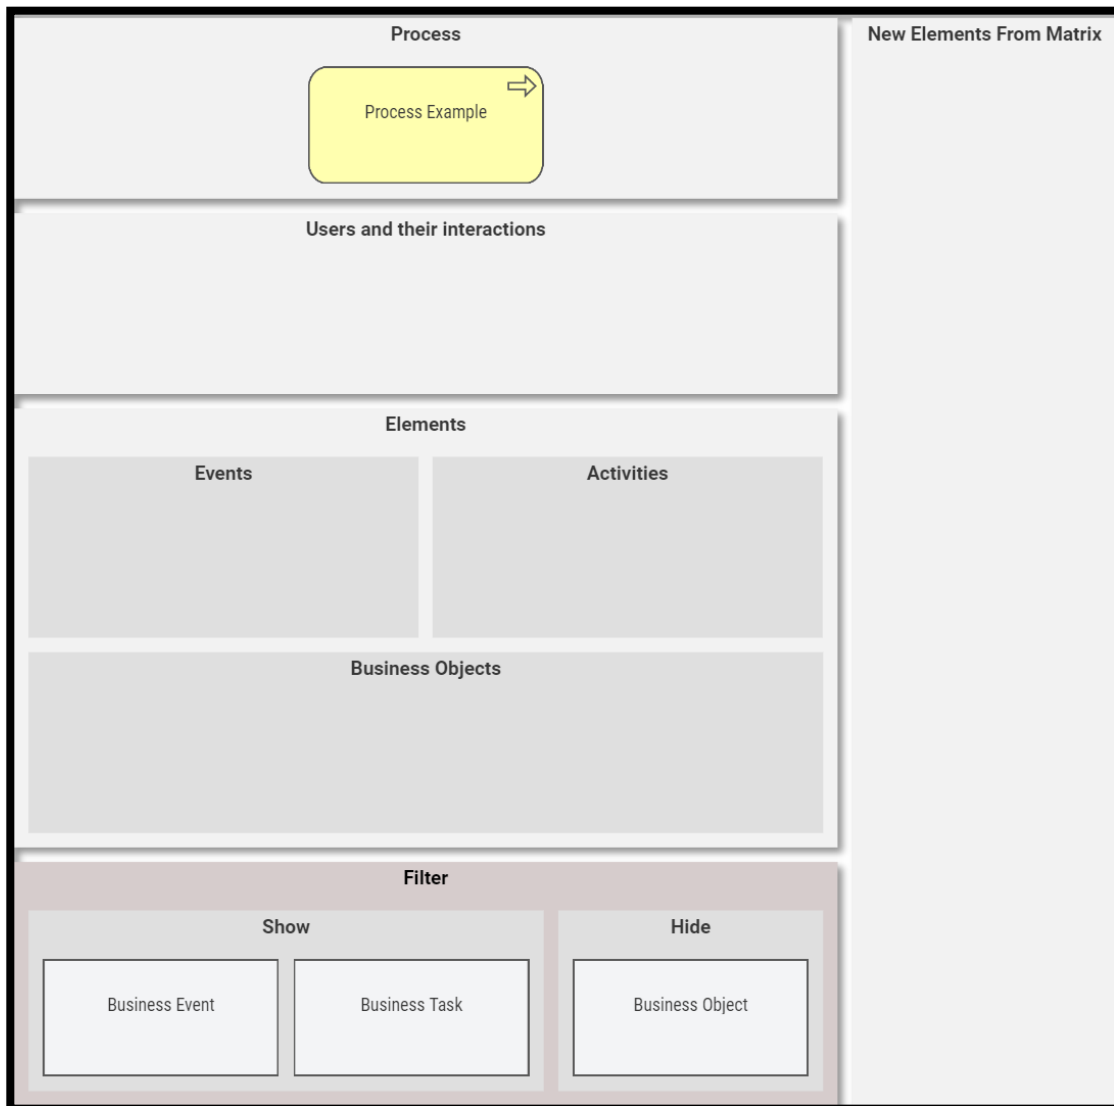 Process
Process Example
Users and their interactions
Elements
Events
Activities
Business Objects
Filter
Show
Business Event
Business Task
Hide
Business Object
New Elements From Matrix